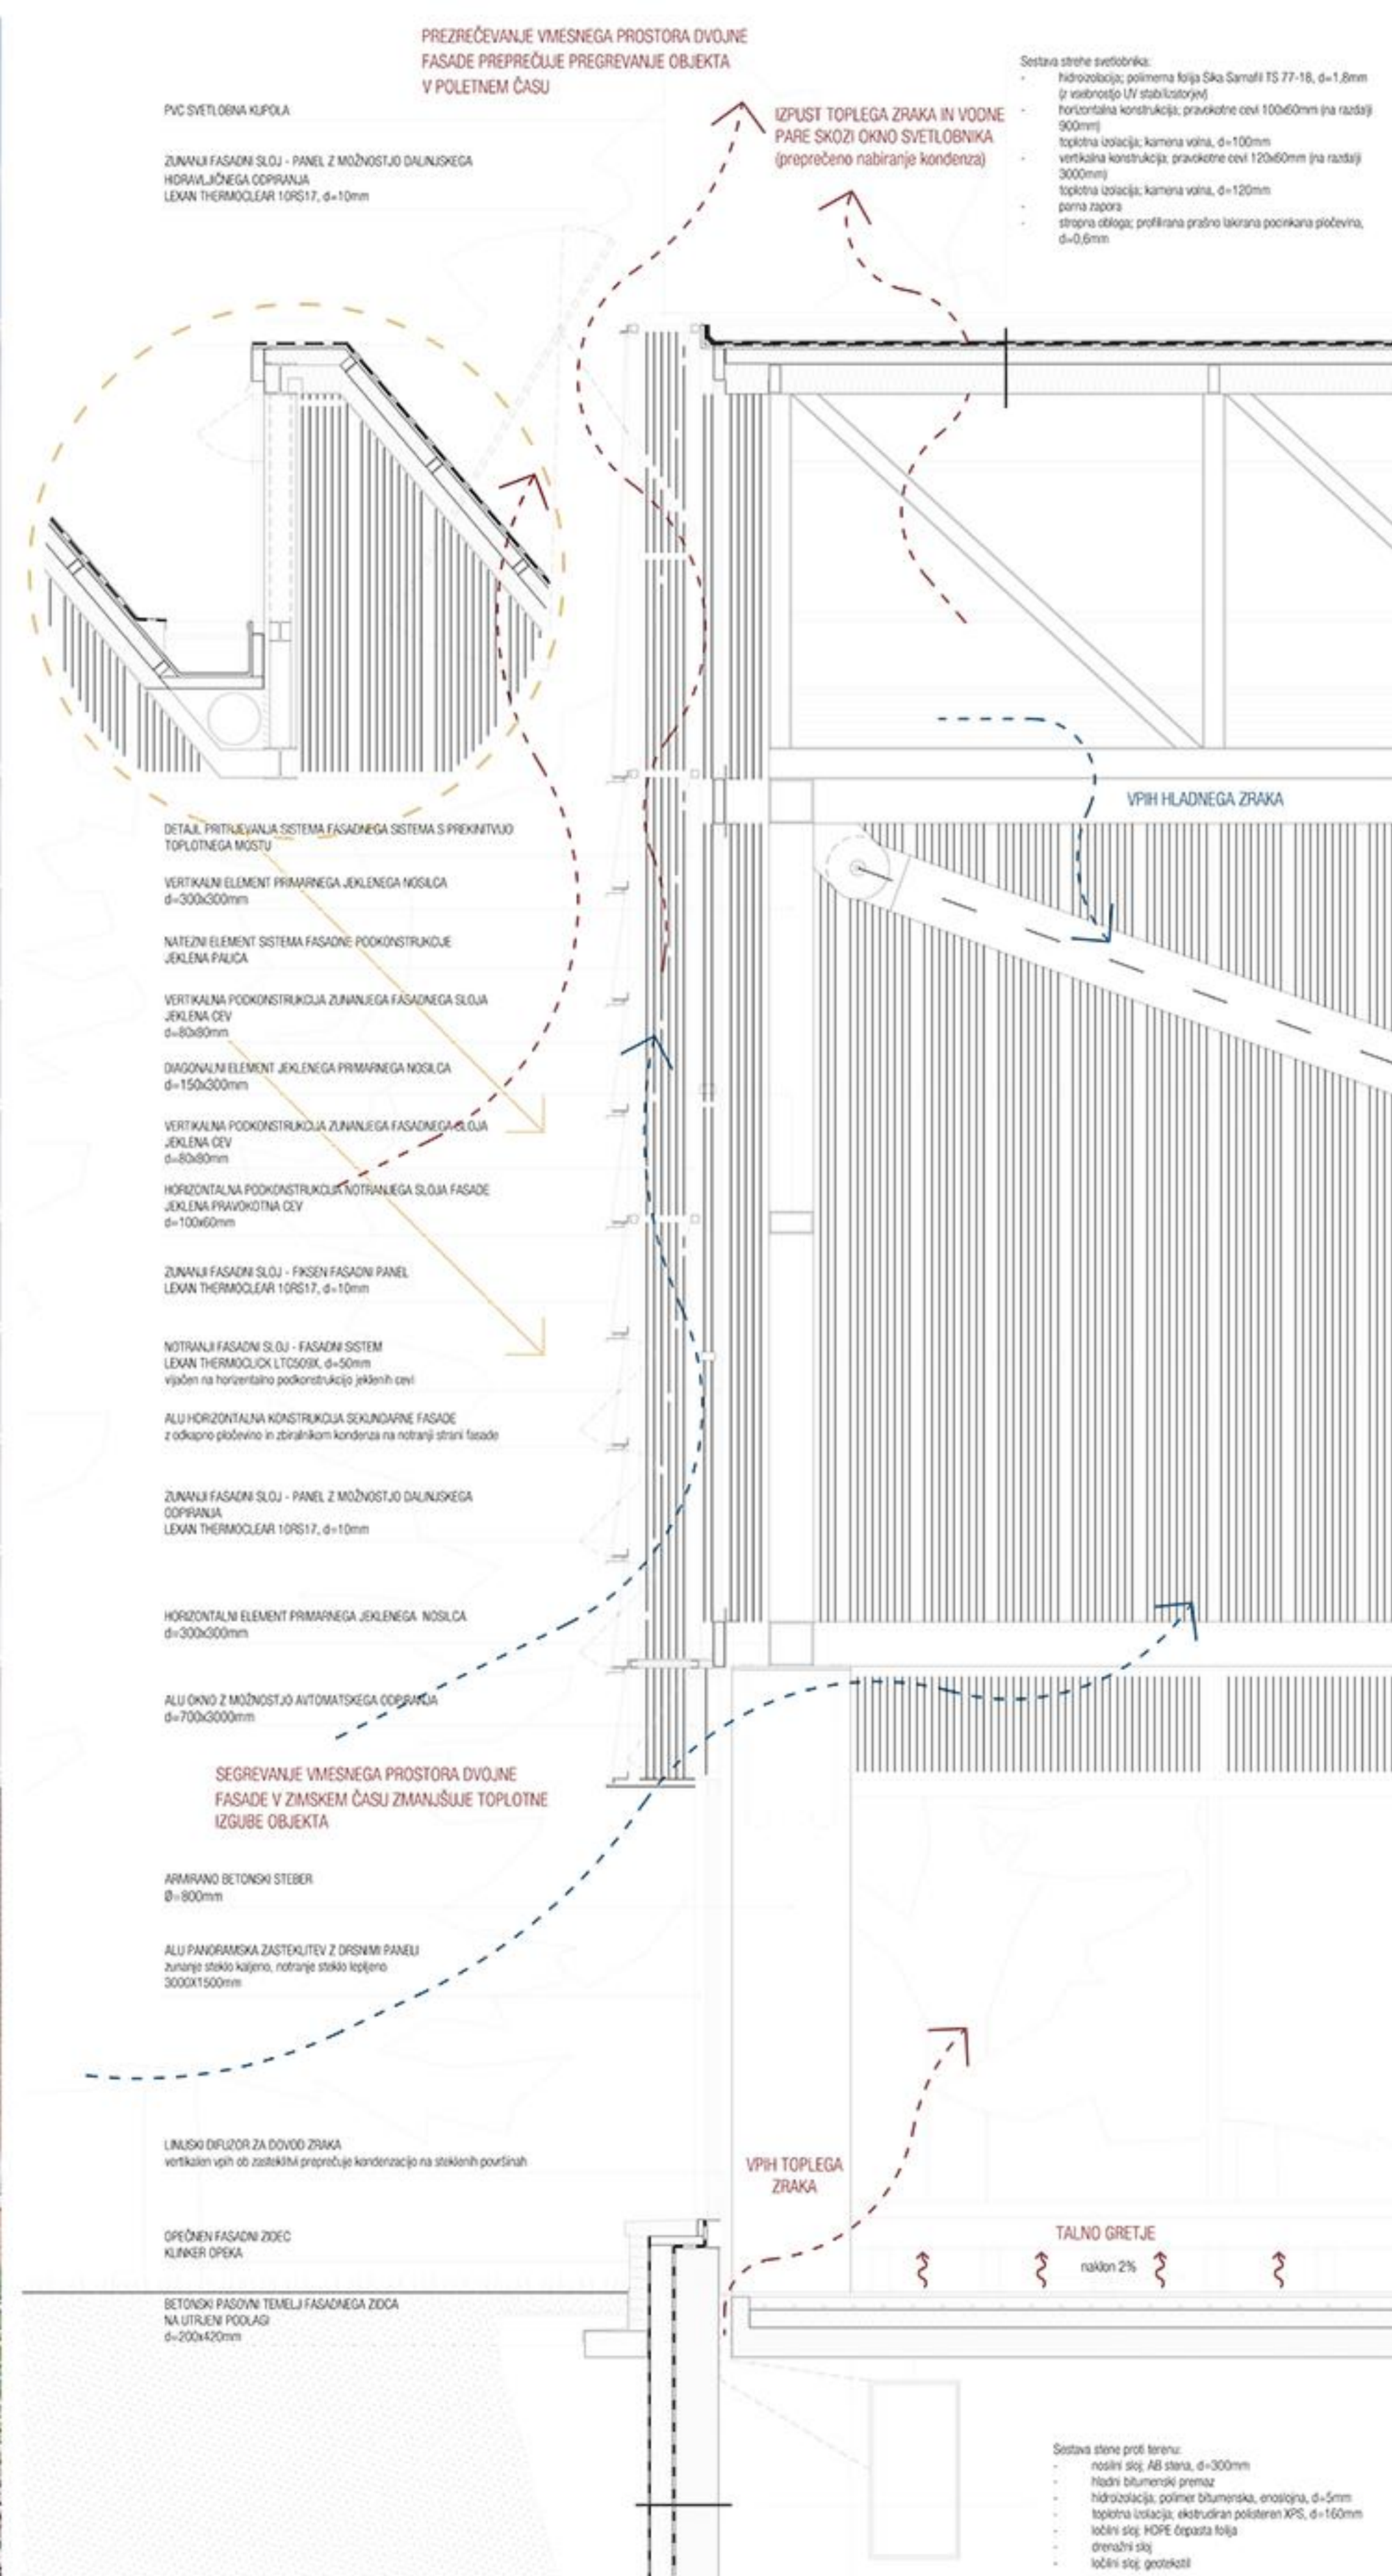 PREZREČEVANJE VMESNEGA PROSTORA DVOJNE
FASADE PREPREČUJE PREGREVANJE OBJEKTA
V POLETNEM ČASU
IZPUST TOPLEGA ZRAKA IN VODNE
PARE SKOZI OKNO SVETLOBNIKA
(preprečeno nabiranje kondenza)
Sestava strehe svetlobnika:
- hidroizolacija; polimerna folija Sika Sarnafil TS 77-18, d=1,8mm
(z vsebnostjo UV stabilizatorjev)
- horizontalna konstrukcija; pravokotne cevi 100x60mm (na razdalji
900mm)
toplotna izolacija; kamena volna, d=100mm
- vertikalna konstrukcija; pravokotne cevi 120x60mm (na razdalji
3000mm)
toplotna izolacija; kamena volna, d=120mm
- parna zapora
- stropna obloga; profilirana prašno lakirana pocinkana pločevina,
d=0,6mm
PVC SVETLOBNA KUPOLA
ZUNANJI FASADNI SLOJ - PANEL Z MOŽNOSTJO DALINJSKEGA
HIDRAVLJIČNEGA ODPIRANJA
LEXAN THERMOCLEAR 10RS17, d=10mm
VPIH HLADNEGA ZRAKA
DETAJL PRITRJEVANJA SISTEMA FASADNEGA SISTEMA S PREKINITVIJO
TOPLOTNEGA MOSTU
VERTIKALNI ELEMENT PRIMARNEGA JEKLENEGA NOSILCA
d=300x300mm
NATEZNI ELEMENT SISTEMA FASADNE PODKONSTRUKCIJE
JEKLENA PALICA
VERTIKALNA PODKONSTRUKCIJA ZUNANJEGA FASADNEGA SLOJA
JEKLENA CEV
d=80x80mm
DIAGONALNI ELEMENT JEKLENEGA PRIMARNEGA NOSILCA
d=150x300mm
VERTIKALNA PODKONSTRUKCIJA ZUNANJEGA FASADNEGA SLOJA
JEKLENA CEV
d=80x80mm
HORIZONTALNA PODKONSTRUKCIJA NOTRANJEGA SLOJA FASADE
JEKLENA PRAVOKOTNA CEV
d=100x60mm
ZUNANJI FASADNI SLOJ - FIKSEN FASADNI PANEL
LEXAN THERMOCLEAR 10RS17, d=10mm
NOTRANJI FASADNI SLOJ - FASADNI SISTEM
LEXAN THERMOCLICK LTC509X, d=50mm
vijačen na horizontalno podkonstrukcijo jeklenih cevi
ALU HORIZONTALNA KONSTRUKCIJA SEKUNDARNE FASADE
z odkapno pločevino in zbiralnikom kondenza na notranji strani fasade
ZUNANJI FASADNI SLOJ - PANEL Z MOŽNOSTJO DALINJSKEGA
ODPIRANJA
LEXAN THERMOCLEAR 10RS17, d=10mm
HORIZONTALNI ELEMENT PRIMARNEGA JEKLENEGA NOSILCA
d=300x300mm
ALU OKNO Z MOŽNOSTJO AVTOMATSKEGA ODPIRANJA
d=700x3000mm
SEGREVANJE VMESNEGA PROSTORA DVOJNE
FASADE V ZIMSKEM ČASU ZMANJŠUJE TOPLOTNE
IZGUBE OBJEKTA
ARMIRANO BETONSKI STEBER
Ø=800mm
ALU PANORAMSKA ZASTEKLITEV Z DRSNIMI PANELI
zunanje steklo kaljeno, notranje steklo lepljeno
3000X1500mm
LINIJSKI DIFUZOR ZA DOVOD ZRAKA
vertikalen vpih ob zasteklitvi preprečuje kondenzacijo na steklenih površinah
VPIH TOPLEGA
ZRAKA
OPEČNEN FASADNI ZIDEC
KLINKER OPEKA
TALNO GRETJE
naklon 2%
BETONSKI PASOVNI TEMELJ FASADNEGA ZIDCA
NA UTRJENI PODLAGI
d=200x420mm
Sestava stene proti terenu:
- nosilni sloj; AB stena, d=300mm
- hladni bitumenski premaz
- hidroizolacija; polimer bitumenska, enoslojna, d=5mm
- toplotna izolacija; ekstrudiran polisteren XPS, d=160mm
- ločilni sloj; HDPE čepasta folija
- drenažni sloj
- ločilni sloj; geotekstil